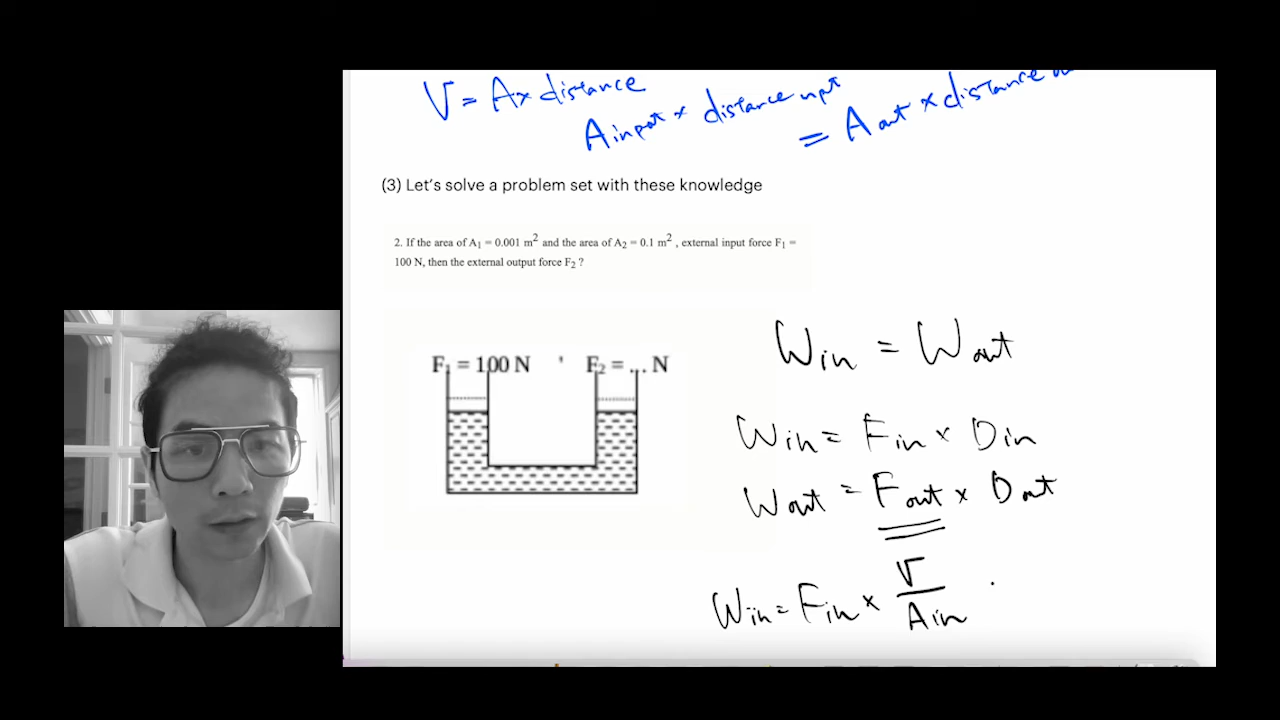 V = A x distance
A input x distance input
= A out x distance
(3) Let's solve a problem set with these knowledge
2. If the area of A₁ = 0.001 m² and the area of A₂ = 0.1 m² , external input force F₁ =
100 N, then the external output force F₂ ?
F₁ = 100 N ' F₂ = ... N
Win = Wout
Win = Fin x Din
Wout = Fout x Dout
Win = Fin x V / Ain